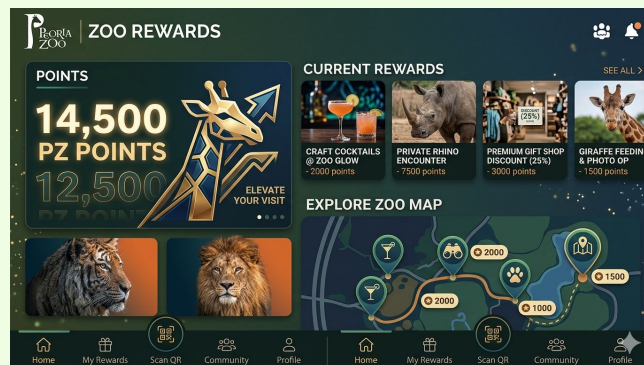 PEORIA
ZOO
ZOO REWARDS
POINTS
14,500
PZ POINTS
12,500
PZ POINTS
ELEVATE
YOUR VISIT
CURRENT REWARDS
SEE ALL >
DISCOUNT
(25%)
CRAFT COCKTAILS
@ ZOO GLOW
- 2000 points
PRIVATE RHINO
ENCOUNTER
- 7500 points
PREMIUM GIFT SHOP
DISCOUNT (25%)
- 3000 points
GIRAFFE FEEDIN
& PHOTO OP
- 1500 points
EXPLORE ZOO MAP
2000
1500
2000
1000
Home
My Rewards
Scan QR
Community
Profile
Home
My Rewards
Scan QR
Community
Profile